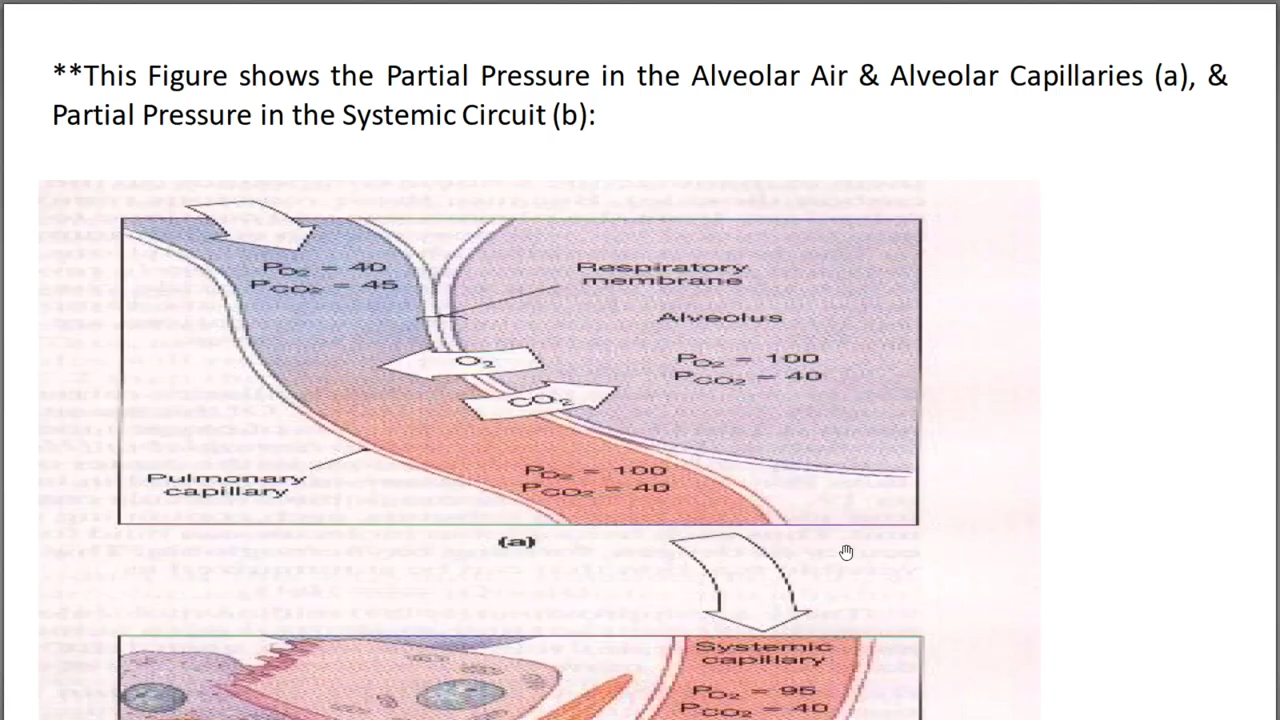 **This Figure shows the Partial Pressure in the Alveolar Air & Alveolar Capillaries (a), &
Partial Pressure in the Systemic Circuit (b):
PO2 = 40
PCO2 = 45
Respiratory
membrane
Alveolus
PO2 = 100
PCO2 = 40
O2
CO2
Pulmonary
capillary
PO2 = 100
PCO2 = 40
(a)
Systemic
capillary
PO2 = 95
PCO2 = 40